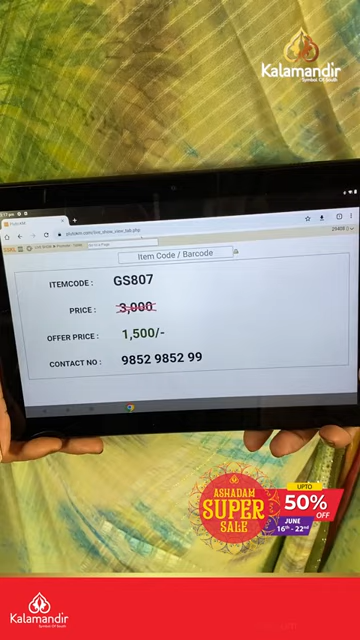 Kalamandir
Symbol Of South
Item Code / Barcode
ITEMCODE : GS807
PRICE : 3,000
OFFER PRICE : 1,500/-
CONTACT NO : 9852 9852 99
ASHADAM
SUPER
SALE
UPTO
50%
OFF
JUNE
16th - 22nd
Kalamandir
Symbol Of South